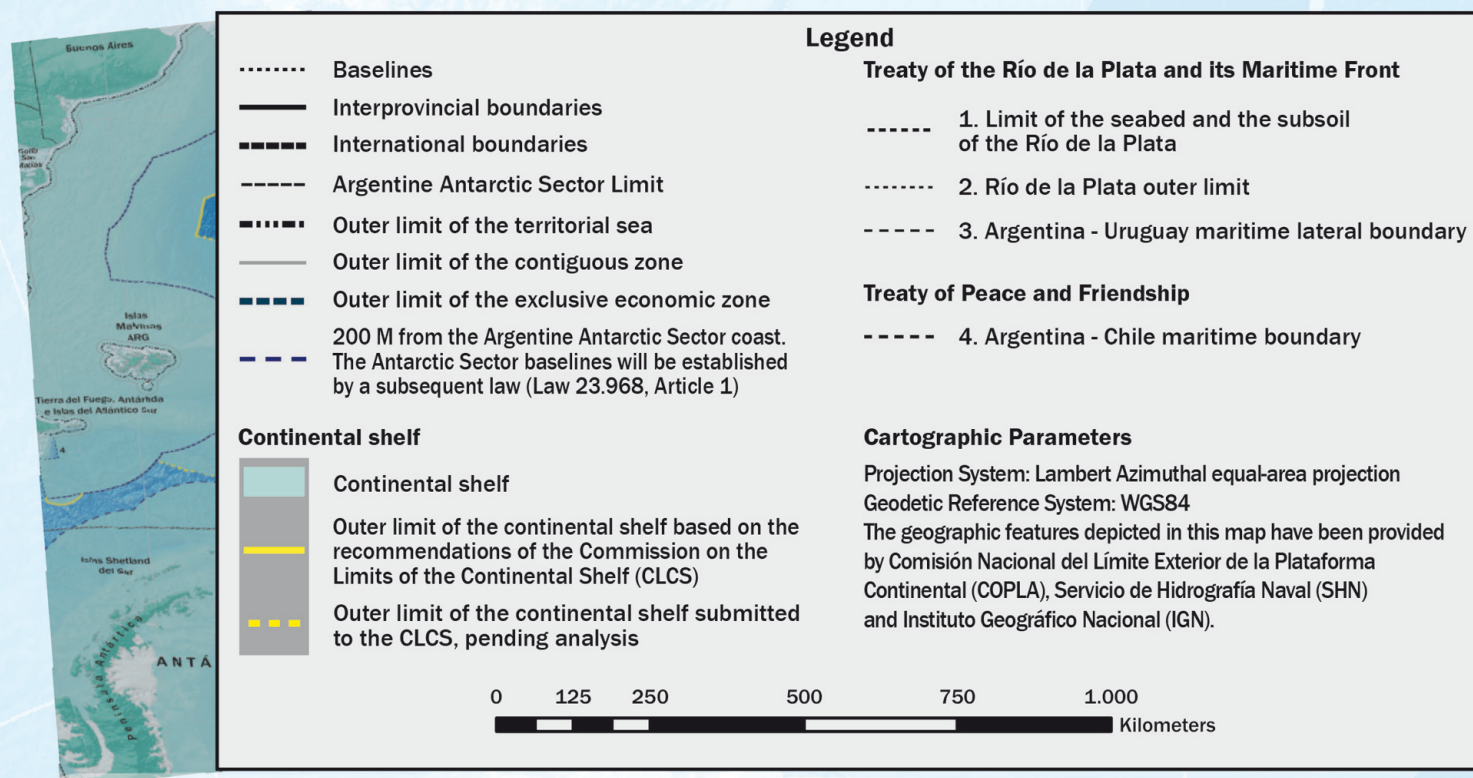 Buenos Aires
Golfo
San
Matías
Islas
Malvinas
ARG
Tierra del Fuego, Antártida
e Islas del Atlántico Sur
4
Islas Shetland
del Sur
Península Antártica
ANTÁ
Legend
Baselines
Interprovincial boundaries
International boundaries
Argentine Antarctic Sector Limit
Outer limit of the territorial sea
Outer limit of the contiguous zone
Outer limit of the exclusive economic zone
200 M from the Argentine Antarctic Sector coast.
The Antarctic Sector baselines will be established
by a subsequent law (Law 23.968, Article 1)
Continental shelf
Continental shelf
Outer limit of the continental shelf based on the
recommendations of the Commission on the
Limits of the Continental Shelf (CLCS)
Outer limit of the continental shelf submitted
to the CLCS, pending analysis
Treaty of the Río de la Plata and its Maritime Front
1. Limit of the seabed and the subsoil
of the Río de la Plata
2. Río de la Plata outer limit
3. Argentina - Uruguay maritime lateral boundary
Treaty of Peace and Friendship
4. Argentina - Chile maritime boundary
Cartographic Parameters
Projection System: Lambert Azimuthal equal-area projection
Geodetic Reference System: WGS84
The geographic features depicted in this map have been provided
by Comisión Nacional del Límite Exterior de la Plataforma
Continental (COPLA), Servicio de Hidrografía Naval (SHN)
and Instituto Geográfico Nacional (IGN).
0 125 250 500 750 1.000
Kilometers